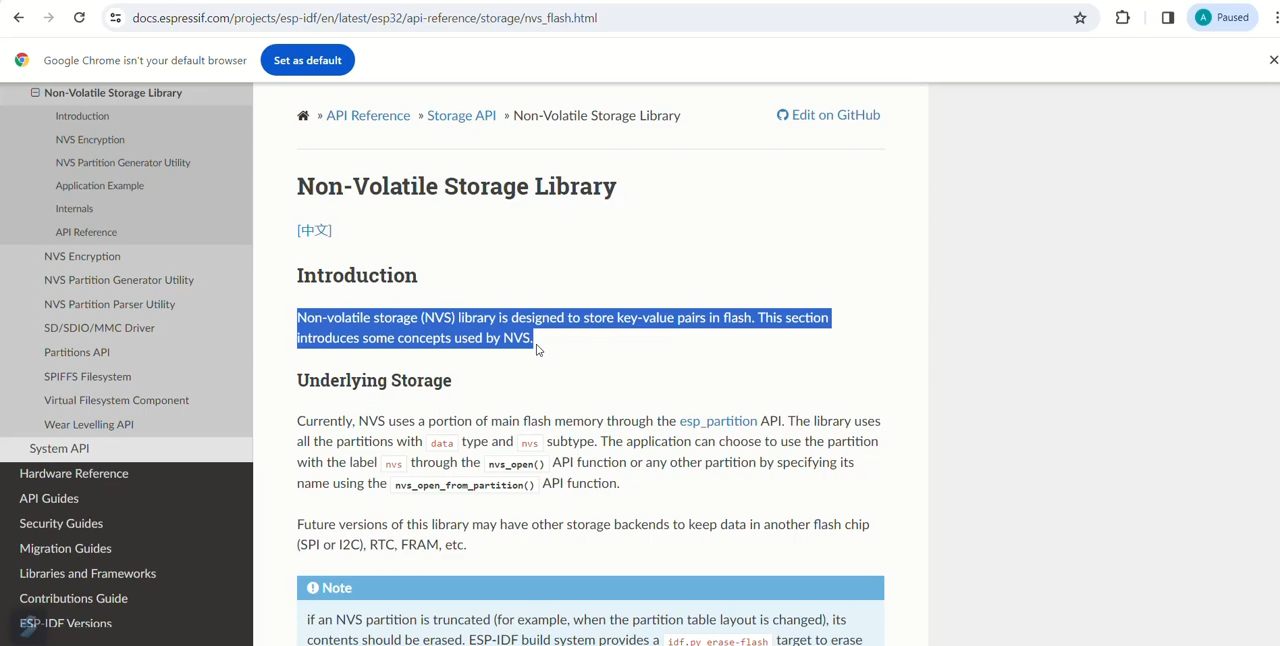 docs.espressif.com/projects/esp-idf/en/latest/esp32/api-reference/storage/nvs_flash.html
A Paused
Google Chrome isn't your default browser Set as default
Non-Volatile Storage Library
Introduction
NVS Encryption
NVS Partition Generator Utility
Application Example
Internals
API Reference
NVS Encryption
NVS Partition Generator Utility
NVS Partition Parser Utility
SD/SDIO/MMC Driver
Partitions API
SPIFFS Filesystem
Virtual Filesystem Component
Wear Levelling API
System API
Hardware Reference
API Guides
Security Guides
Migration Guides
Libraries and Frameworks
Contributions Guide
ESP-IDF Versions
» API Reference » Storage API » Non-Volatile Storage Library Edit on GitHub
Non-Volatile Storage Library
[中文]
Introduction
Non-volatile storage (NVS) library is designed to store key-value pairs in flash. This section
introduces some concepts used by NVS.
Underlying Storage
Currently, NVS uses a portion of main flash memory through the esp_partition API. The library uses
all the partitions with data type and nvs subtype. The application can choose to use the partition
with the label nvs through the nvs_open() API function or any other partition by specifying its
name using the nvs_open_from_partition() API function.
Future versions of this library may have other storage backends to keep data in another flash chip
(SPI or I2C), RTC, FRAM, etc.
Note
if an NVS partition is truncated (for example, when the partition table layout is changed), its
contents should be erased. ESP-IDF build system provides a idf.py erase-flash target to erase